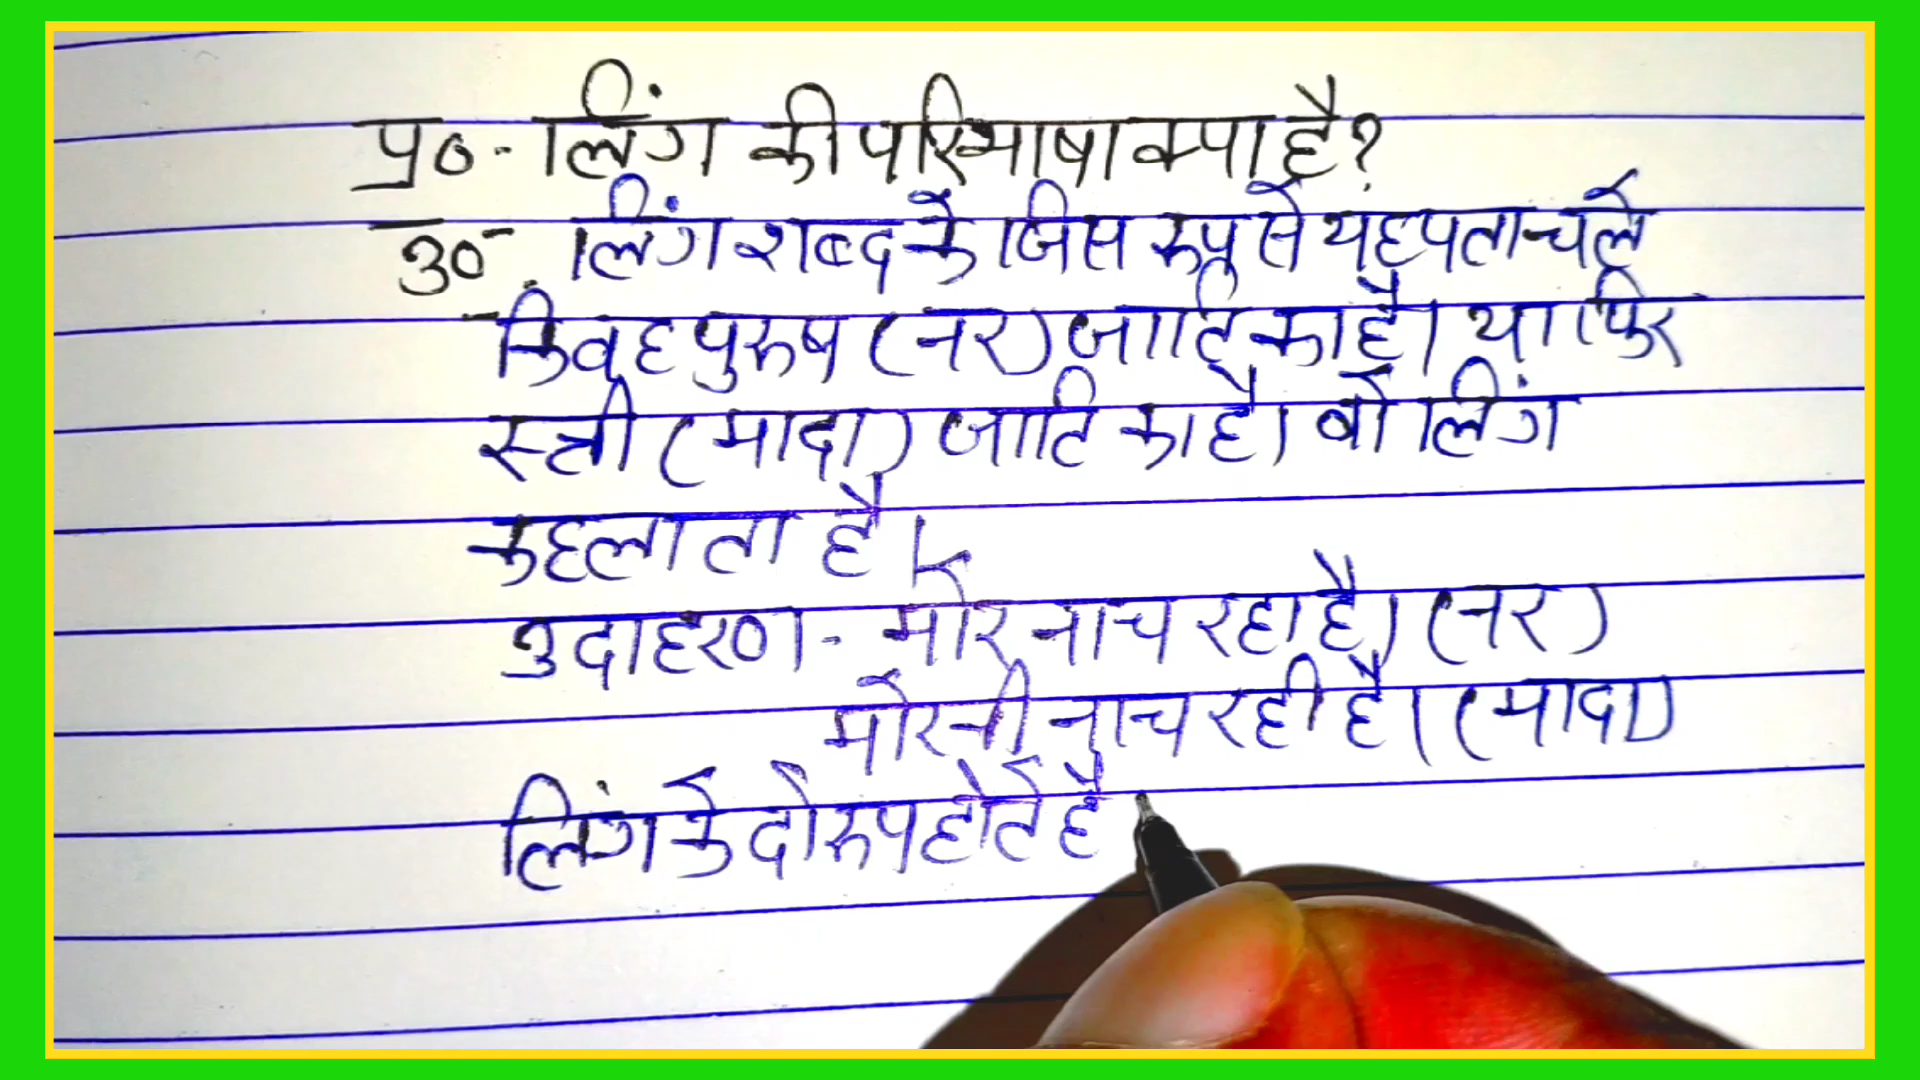 प्र०- लिंग की परिभाषा क्या है?
उ०- लिंग शब्द के जिस रुप से यह पता चले
कि वह पुरुष (नर) जाति का है। या फिर
स्त्री (मादा) जाति का है। वो लिंग
कहलाता है।
उदाहरण - मोर नाच रहा है। (नर)
मोरनी नाच रही है। (मादा)
लिंग के दो रुप होते है